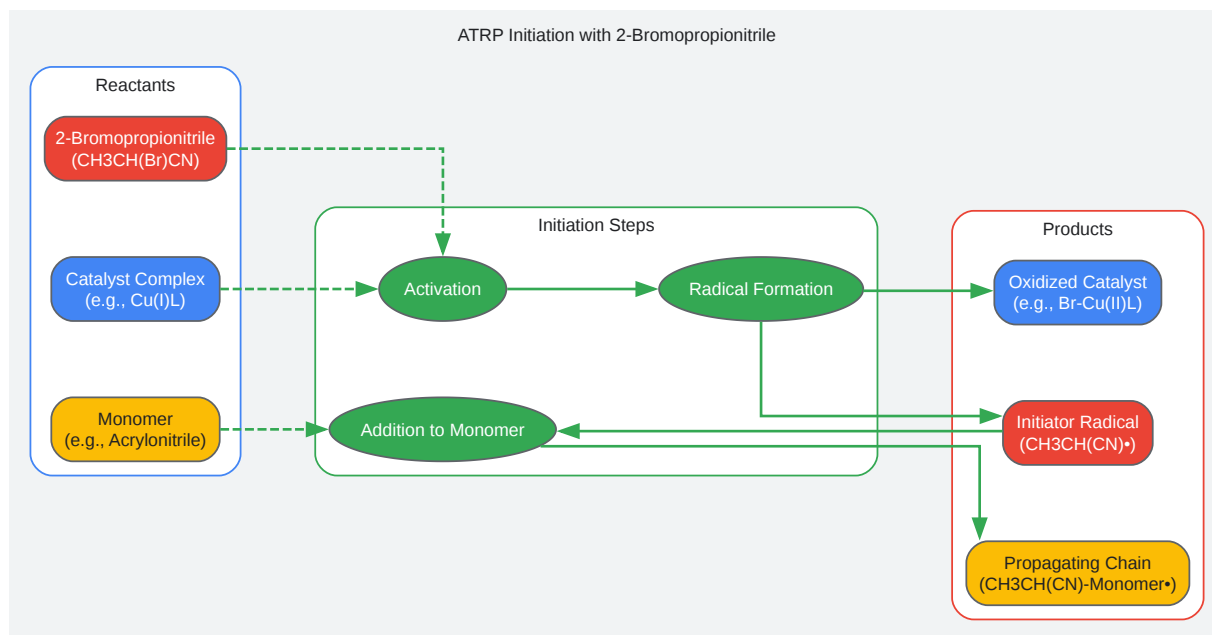 ATRP Initiation with 2-Bromopropionitrile
Reactants
2-Bromopropionitrile
(CH3CH(Br)CN)
Catalyst Complex
(e.g., Cu(I)L)
Monomer
(e.g., Acrylonitrile)
Initiation Steps
Activation
Radical Formation
Addition to Monomer
Products
Oxidized Catalyst
(e.g., Br-Cu(II)L)
Initiator Radical
(CH3CH(CN)•)
Propagating Chain
(CH3CH(CN)-Monomer•)